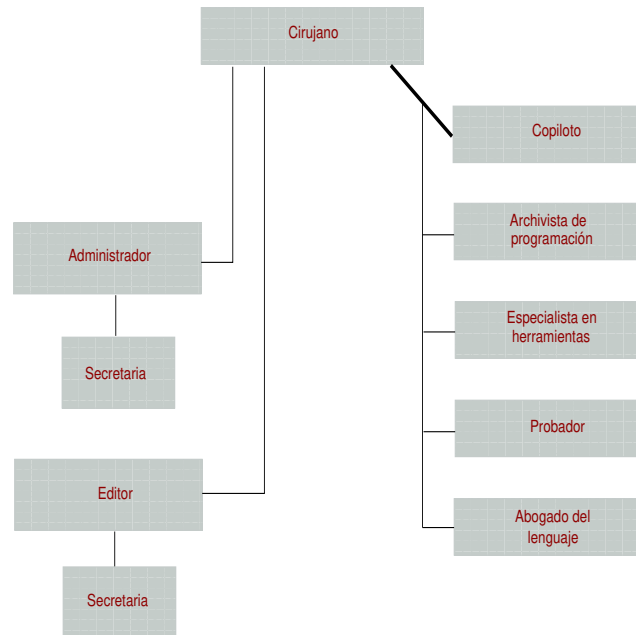 Cirujano
Copiloto
Archivista de
programación
Administrador
Especialista en
herramientas
Secretaria
Probador
Editor
Abogado del
lenguaje
Secretaria